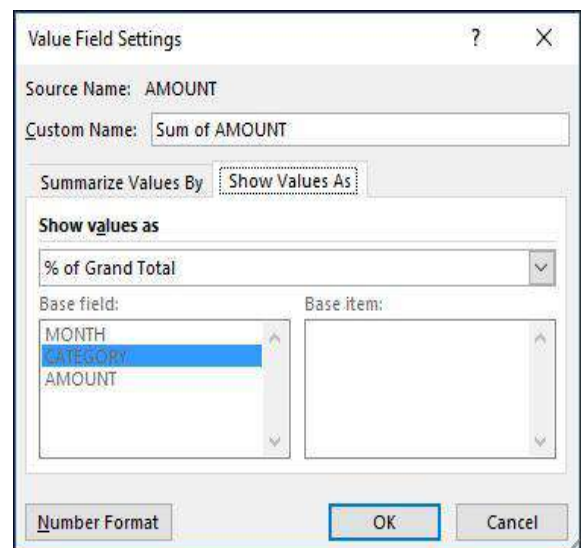 Value Field Settings ? X
Source Name: AMOUNT
Custom Name: Sum of AMOUNT
Summarize Values By Show Values As
Show values as
% of Grand Total
Base field: Base item:
MONTH
CATEGORY
AMOUNT
Number Format OK Cancel